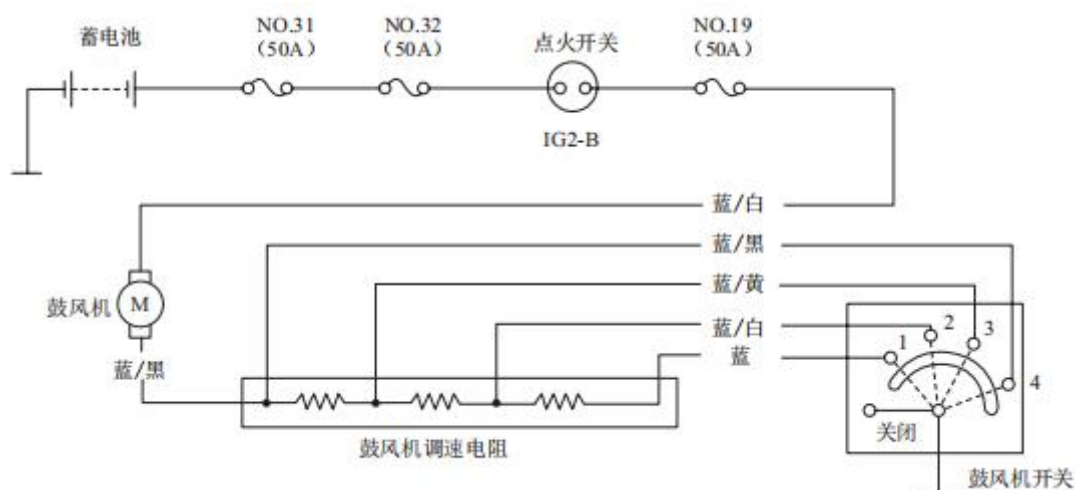 蓄电池
NO.31
（50A）
NO.32
（50A）
点火开关
IG2-B
NO.19
（50A）
蓝/白
蓝/黑
蓝/黄
蓝/白
蓝
鼓风机
M
蓝/黑
鼓风机调速电阻
1
2
3
4
关闭
鼓风机开关